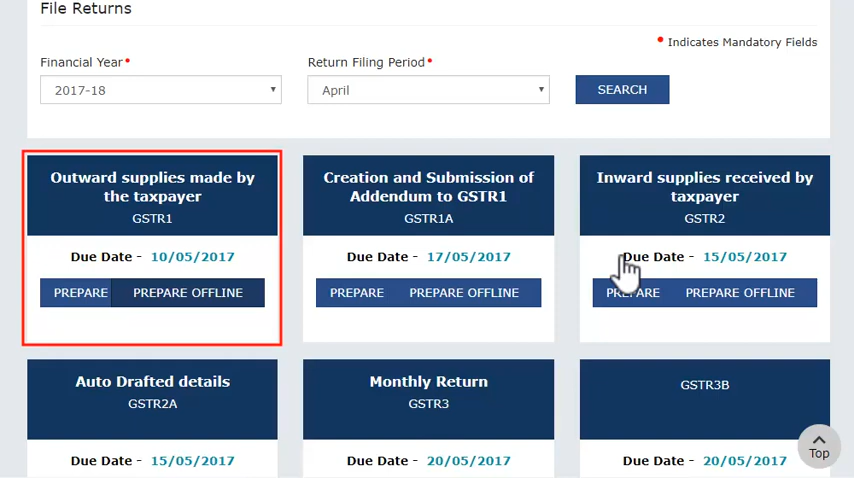 File Returns
• Indicates Mandatory Fields
Financial Year•
Return Filing Period•
2017-18
April
SEARCH
Outward supplies made by
the taxpayer
GSTR1
Due Date - 10/05/2017
PREPARE
PREPARE OFFLINE
Creation and Submission of
Addendum to GSTR1
GSTR1A
Due Date - 17/05/2017
PREPARE
PREPARE OFFLINE
Inward supplies received by
taxpayer
GSTR2
Due Date - 15/05/2017
PREPARE
PREPARE OFFLINE
Auto Drafted details
GSTR2A
Due Date - 15/05/2017
Monthly Return
GSTR3
Due Date - 20/05/2017
GSTR3B
Due Date - 20/05/2017
Top